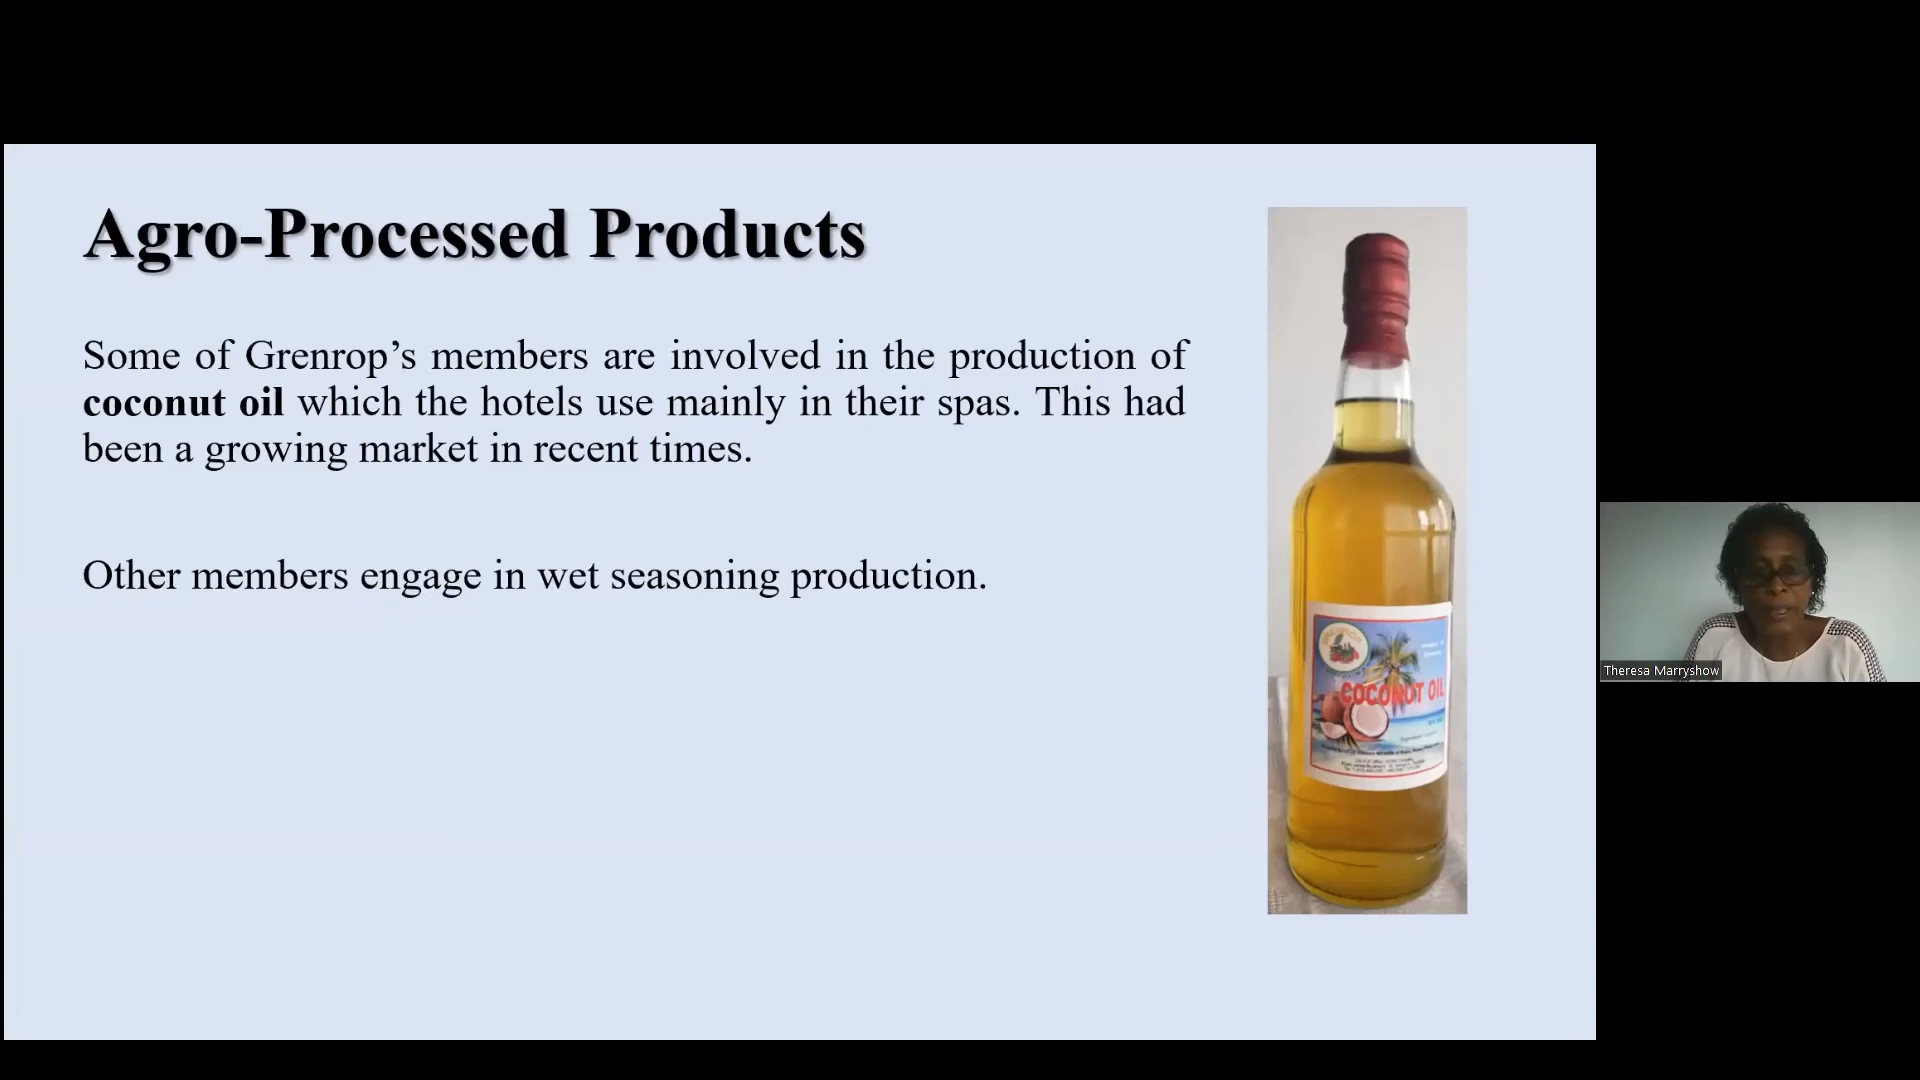 Agro-Processed Products
Some of Grenrop’s members are involved in the production of
coconut oil which the hotels use mainly in their spas. This had
been a growing market in recent times.
Other members engage in wet seasoning production.
COCONUT OIL
Theresa Marryshow